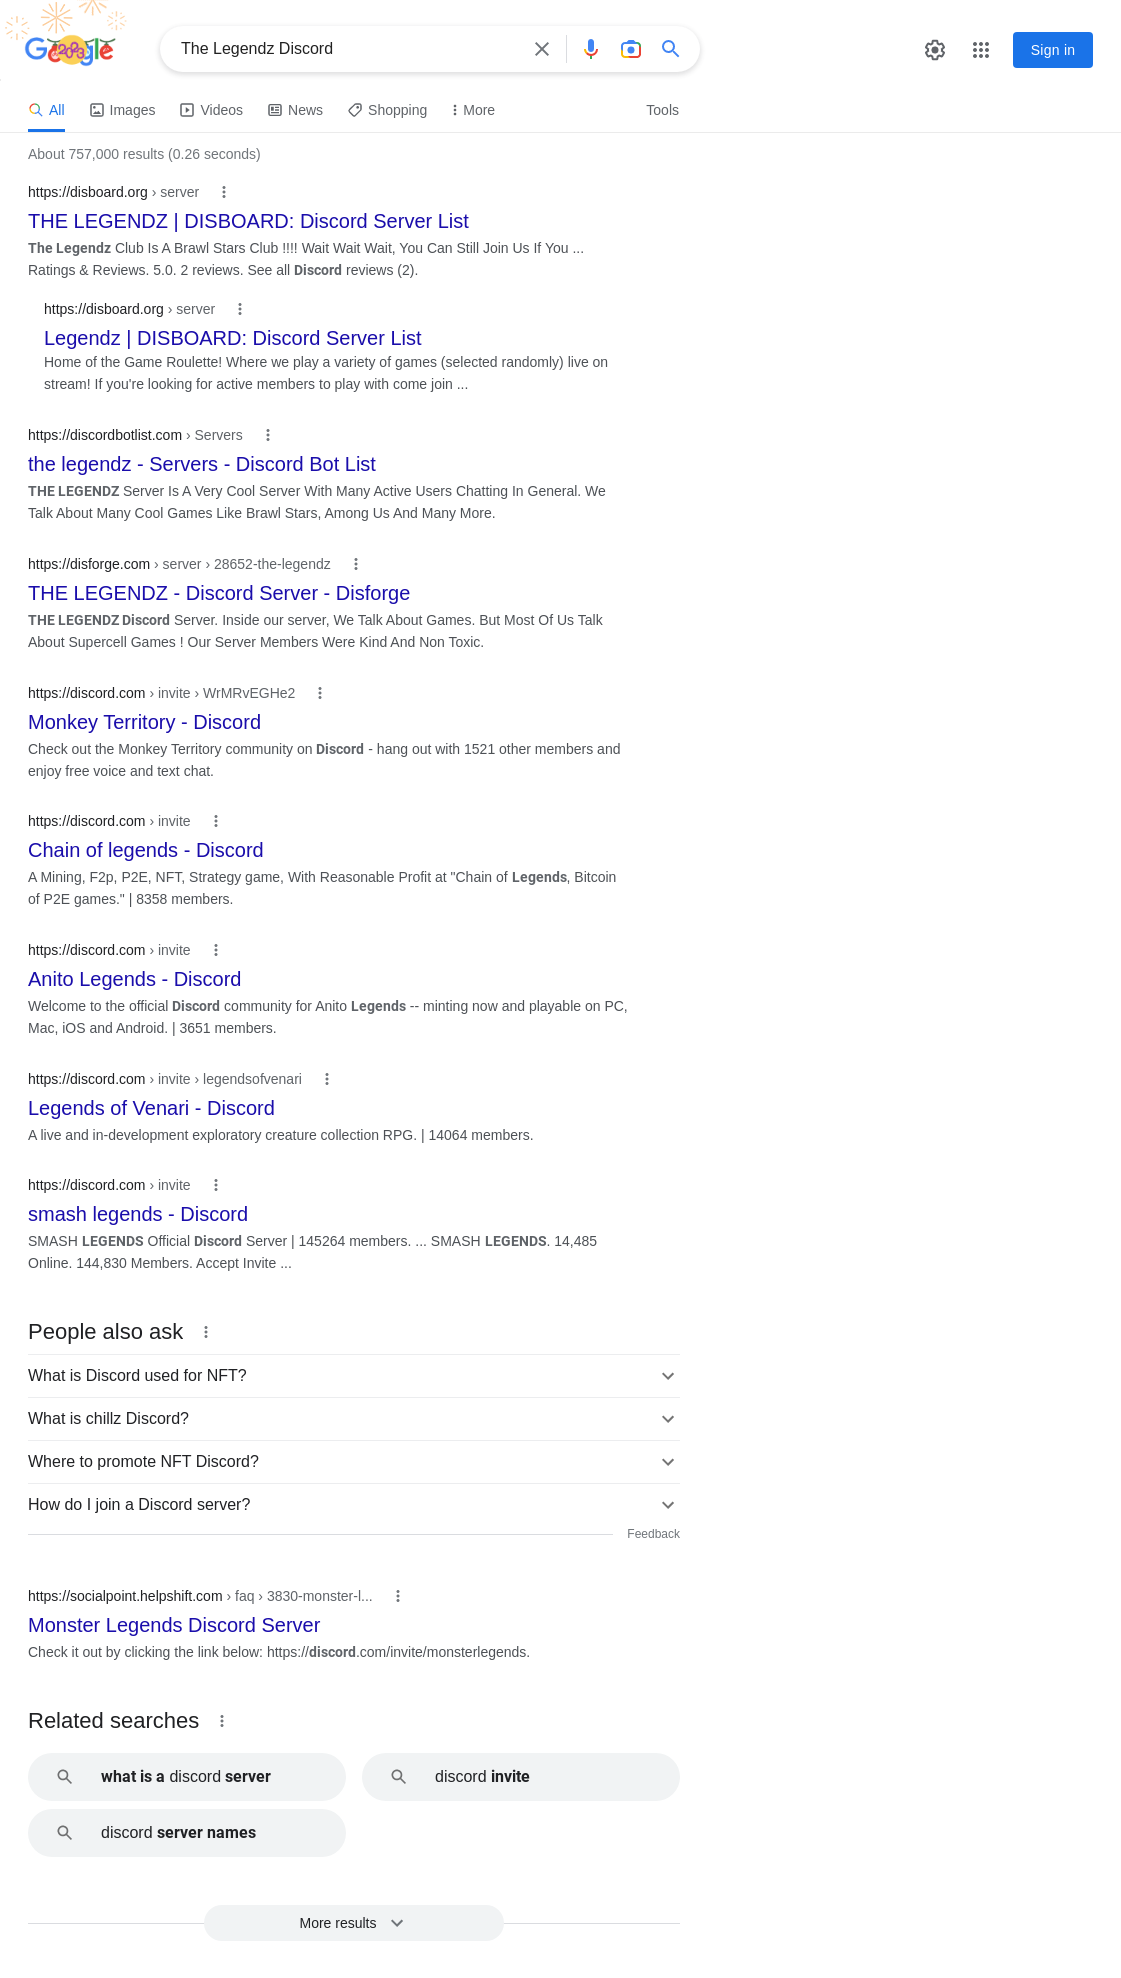 Google
The Legendz Discord
Sign in
All
Images
Videos
News
Shopping
More
Tools
About 757,000 results (0.26 seconds)
https://disboard.org › server
THE LEGENDZ | DISBOARD: Discord Server List
The Legendz Club Is A Brawl Stars Club !!!! Wait Wait Wait, You Can Still Join Us If You ...
Ratings & Reviews. 5.0. 2 reviews. See all Discord reviews (2).
https://disboard.org › server
Legendz | DISBOARD: Discord Server List
Home of the Game Roulette! Where we play a variety of games (selected randomly) live on
stream! If you're looking for active members to play with come join ...
https://discordbotlist.com › Servers
the legendz - Servers - Discord Bot List
THE LEGENDZ Server Is A Very Cool Server With Many Active Users Chatting In General. We
Talk About Many Cool Games Like Brawl Stars, Among Us And Many More.
https://disforge.com › server › 28652-the-legendz
THE LEGENDZ - Discord Server - Disforge
THE LEGENDZ Discord Server. Inside our server, We Talk About Games. But Most Of Us Talk
About Supercell Games ! Our Server Members Were Kind And Non Toxic.
https://discord.com › invite › WrMRvEGHe2
Monkey Territory - Discord
Check out the Monkey Territory community on Discord - hang out with 1521 other members and
enjoy free voice and text chat.
https://discord.com › invite
Chain of legends - Discord
A Mining, F2p, P2E, NFT, Strategy game, With Reasonable Profit at "Chain of Legends, Bitcoin
of P2E games." | 8358 members.
https://discord.com › invite
Anito Legends - Discord
Welcome to the official Discord community for Anito Legends -- minting now and playable on PC,
Mac, iOS and Android. | 3651 members.
https://discord.com › invite › legendsofvenari
Legends of Venari - Discord
A live and in-development exploratory creature collection RPG. | 14064 members.
https://discord.com › invite
smash legends - Discord
SMASH LEGENDS Official Discord Server | 145264 members. ... SMASH LEGENDS. 14,485
Online. 144,830 Members. Accept Invite ...
People also ask
What is Discord used for NFT?
What is chillz Discord?
Where to promote NFT Discord?
How do I join a Discord server?
Feedback
https://socialpoint.helpshift.com › faq › 3830-monster-l...
Monster Legends Discord Server
Check it out by clicking the link below: https://discord.com/invite/monsterlegends.
Related searches
what is a discord server
discord invite
discord server names
More results